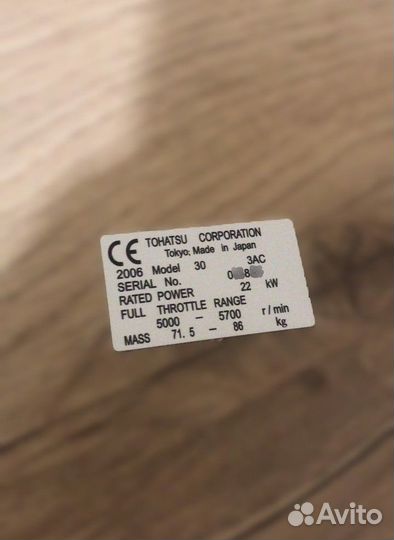 CE TOHATSU CORPORATION
Tokyo: Made in Japan
2006 Model 30 3AC
SERIAL No.
RATED POWER 22 kW
FULL THROTTLE RANGE
5000 – 5700 r/min
MASS 71.5 – 86 kg
Avito